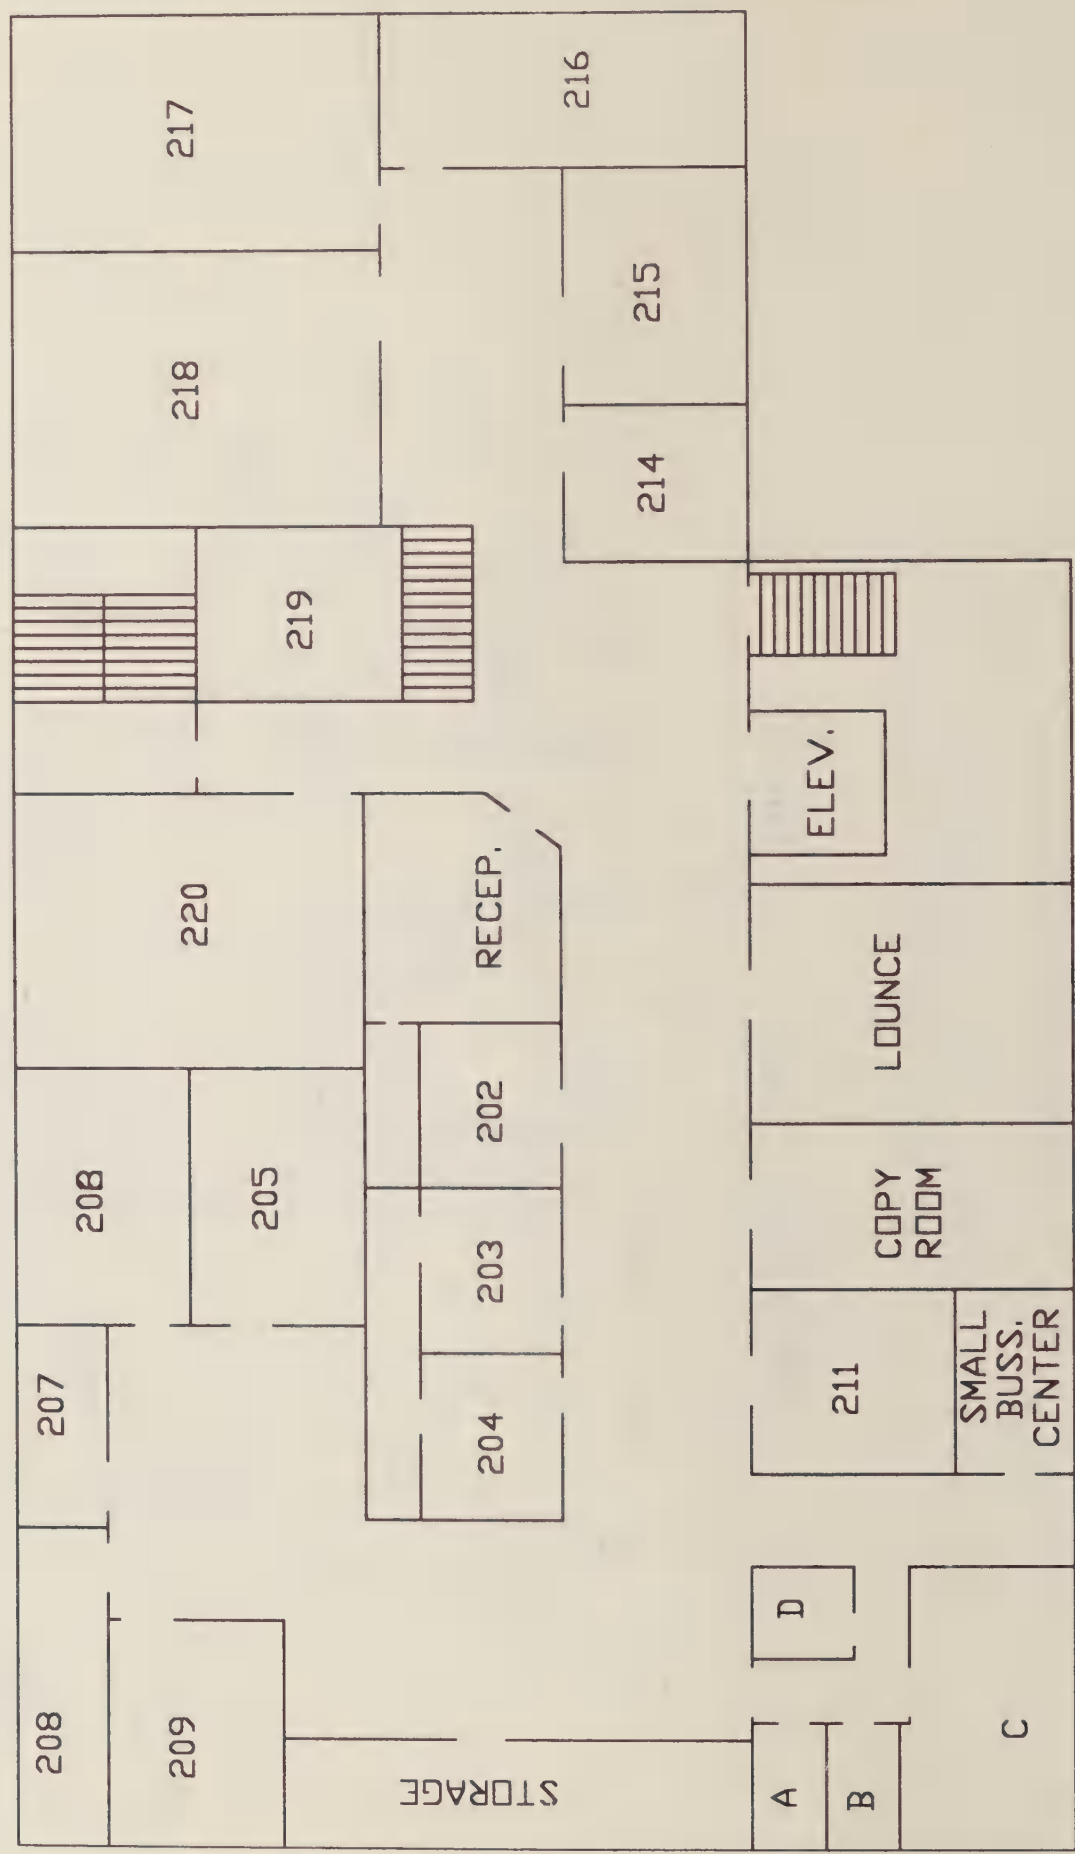 208
207
208
209
220
218
217
205
219
STORAGE
204
203
202
RECEP.
216
214
215
A
D
ELEV.
B
211
LOUNCE
COPY
ROOM
SMALL
BUSS.
CENTER
C